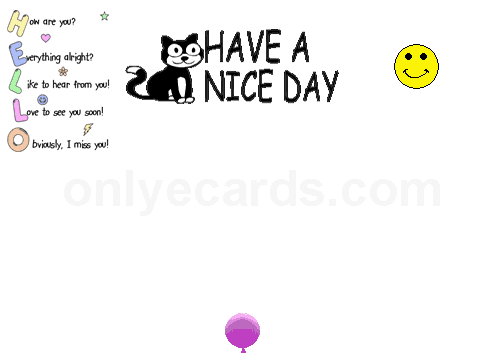 How are you?
Everything alright?
Like to hear from you!
Love to see you soon!
Obviously, I miss you!
HAVE A
NICE DAY
onlyecards.com